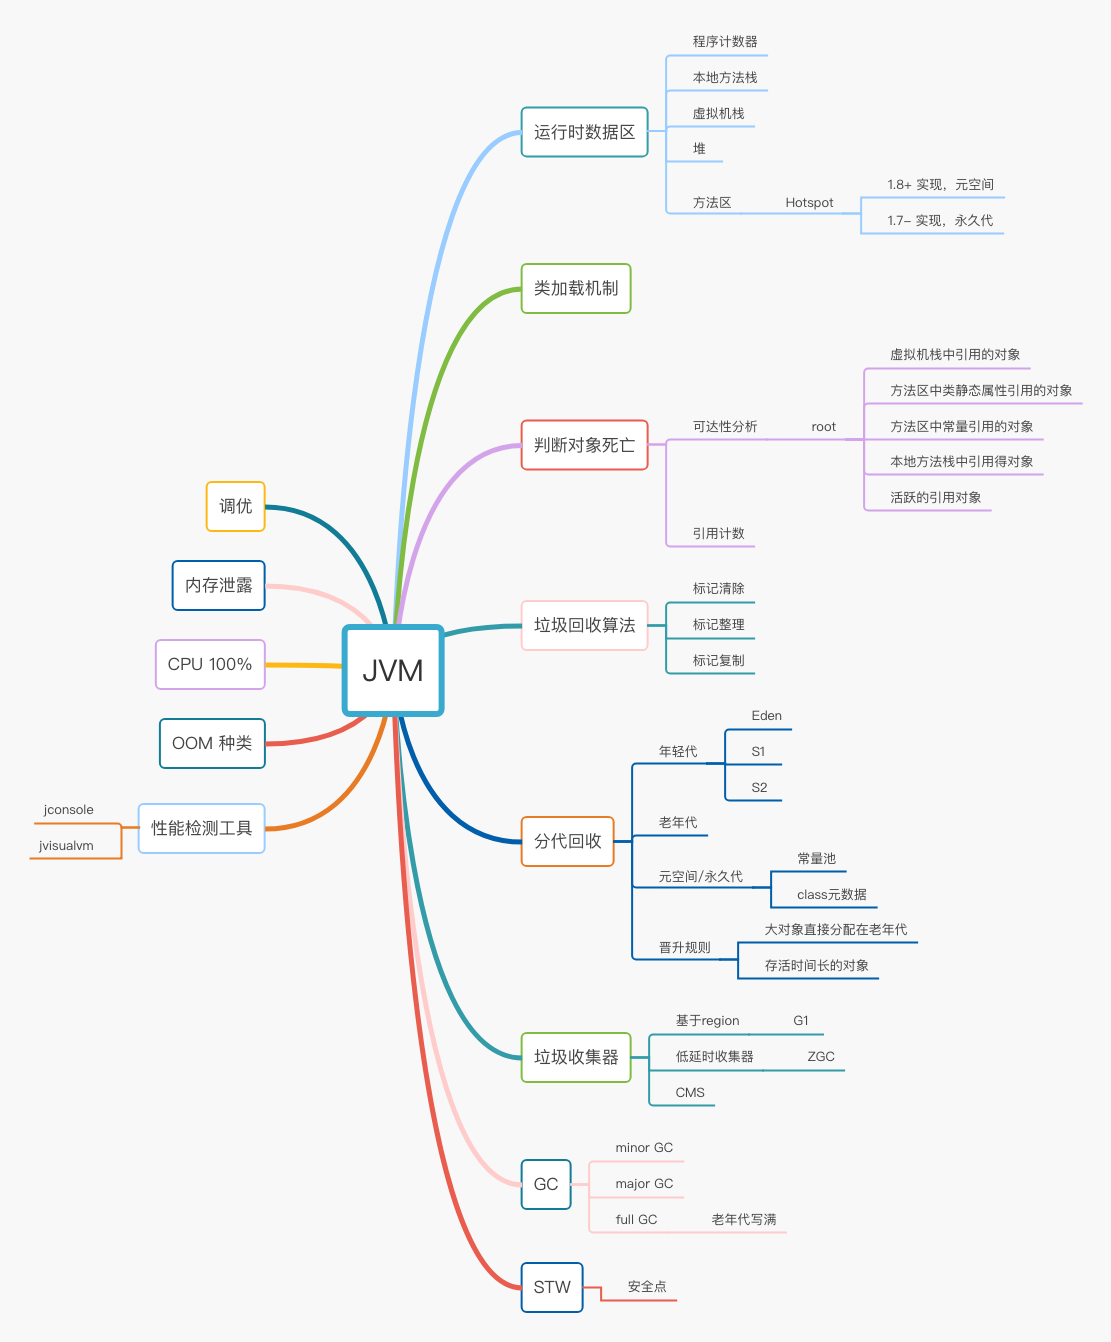 JVM
运行时数据区
程序计数器
本地方法栈
虚拟机栈
堆
方法区
Hotspot
1.8+ 实现，元空间
1.7- 实现，永久代
类加载机制
判断对象死亡
可达性分析
root
虚拟机栈中引用的对象
方法区中类静态属性引用的对象
方法区中常量引用的对象
本地方法栈中引用得对象
活跃的引用对象
引用计数
垃圾回收算法
标记清除
标记整理
标记复制
分代回收
年轻代
Eden
S1
S2
老年代
元空间/永久代
常量池
class元数据
晋升规则
大对象直接分配在老年代
存活时间长的对象
垃圾收集器
基于region
G1
低延时收集器
ZGC
CMS
GC
minor GC
major GC
full GC
老年代写满
STW
安全点
调优
内存泄露
CPU 100%
OOM 种类
性能检测工具
jconsole
jvisualvm